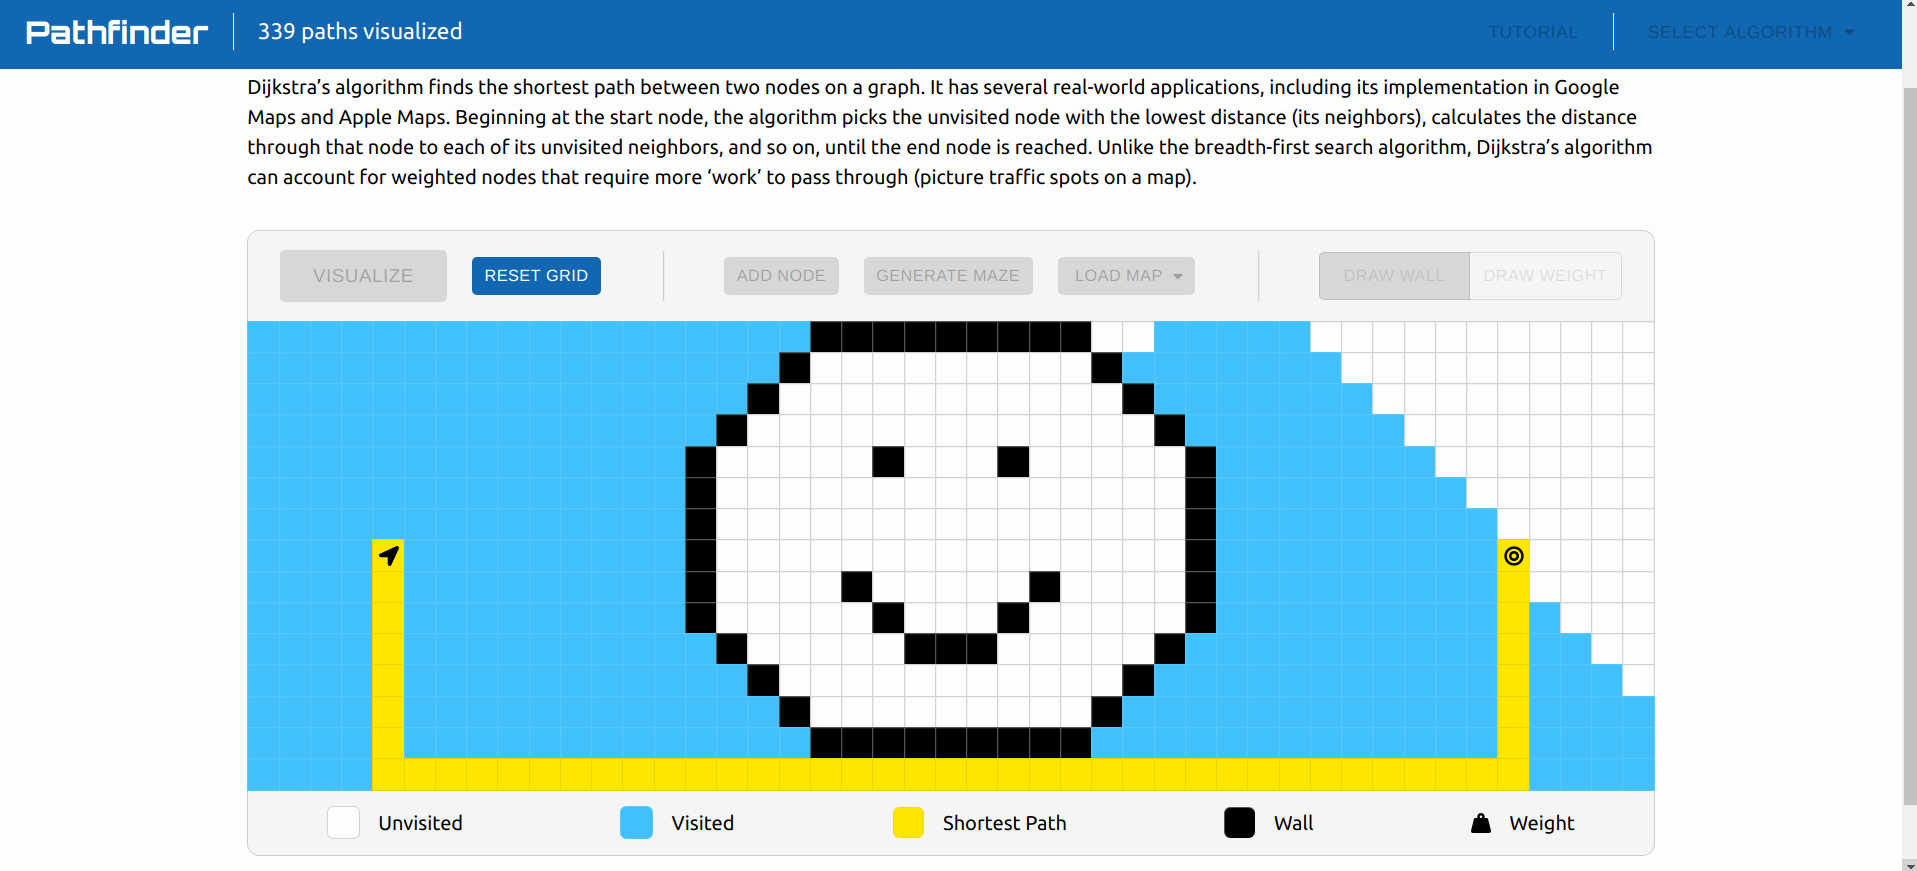 Pathfinder
339 paths visualized
TUTORIAL
SELECT ALGORITHM
Dijkstra’s algorithm finds the shortest path between two nodes on a graph. It has several real-world applications, including its implementation in Google
Maps and Apple Maps. Beginning at the start node, the algorithm picks the unvisited node with the lowest distance (its neighbors), calculates the distance
through that node to each of its unvisited neighbors, and so on, until the end node is reached. Unlike the breadth-first search algorithm, Dijkstra’s algorithm
can account for weighted nodes that require more ‘work’ to pass through (picture traffic spots on a map).
VISUALIZE
RESET GRID
ADD NODE
GENERATE MAZE
LOAD MAP
DRAW WALL
DRAW WEIGHT
Unvisited
Visited
Shortest Path
Wall
Weight